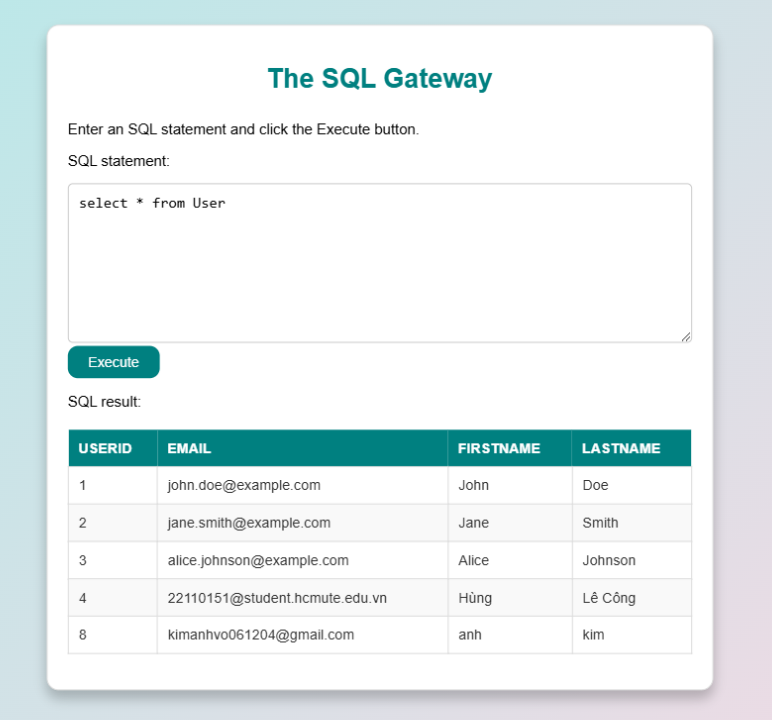 The SQL Gateway
Enter an SQL statement and click the Execute button.
SQL statement:
select * from User
Execute
SQL result:
USERID EMAIL FIRSTNAME LASTNAME
1 john.doe@example.com John Doe
2 jane.smith@example.com Jane Smith
3 alice.johnson@example.com Alice Johnson
4 22110151@student.hcmute.edu.vn Hùng Lê Công
8 kimanhvo061204@gmail.com anh kim